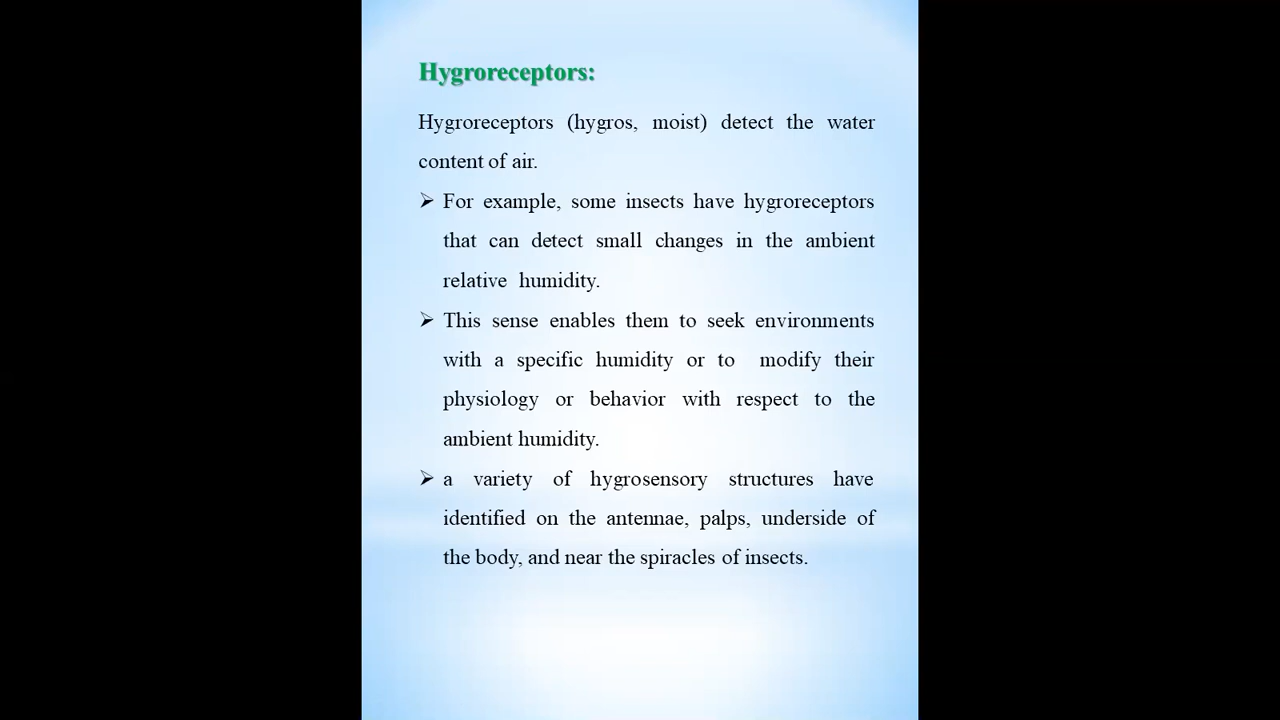 Hygroreceptors:
Hygroreceptors (hygros, moist) detect the water
content of air.
➢ For example, some insects have hygroreceptors
that can detect small changes in the ambient
relative humidity.
➢ This sense enables them to seek environments
with a specific humidity or to modify their
physiology or behavior with respect to the
ambient humidity.
➢ a variety of hygrosensory structures have
identified on the antennae, palps, underside of
the body, and near the spiracles of insects.